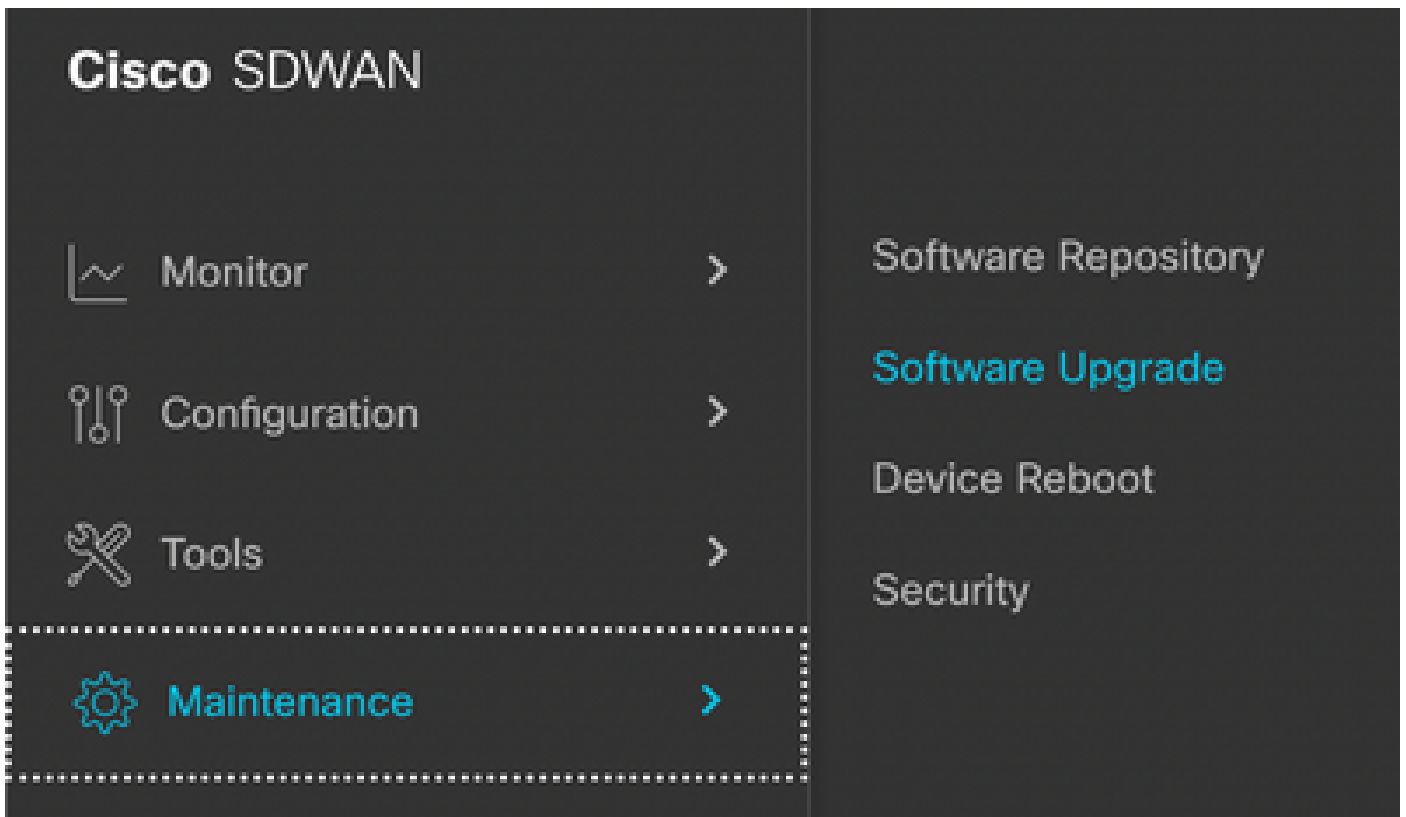 Cisco SDWAN
Monitor
Configuration
Tools
Maintenance
Software Repository
Software Upgrade
Device Reboot
Security